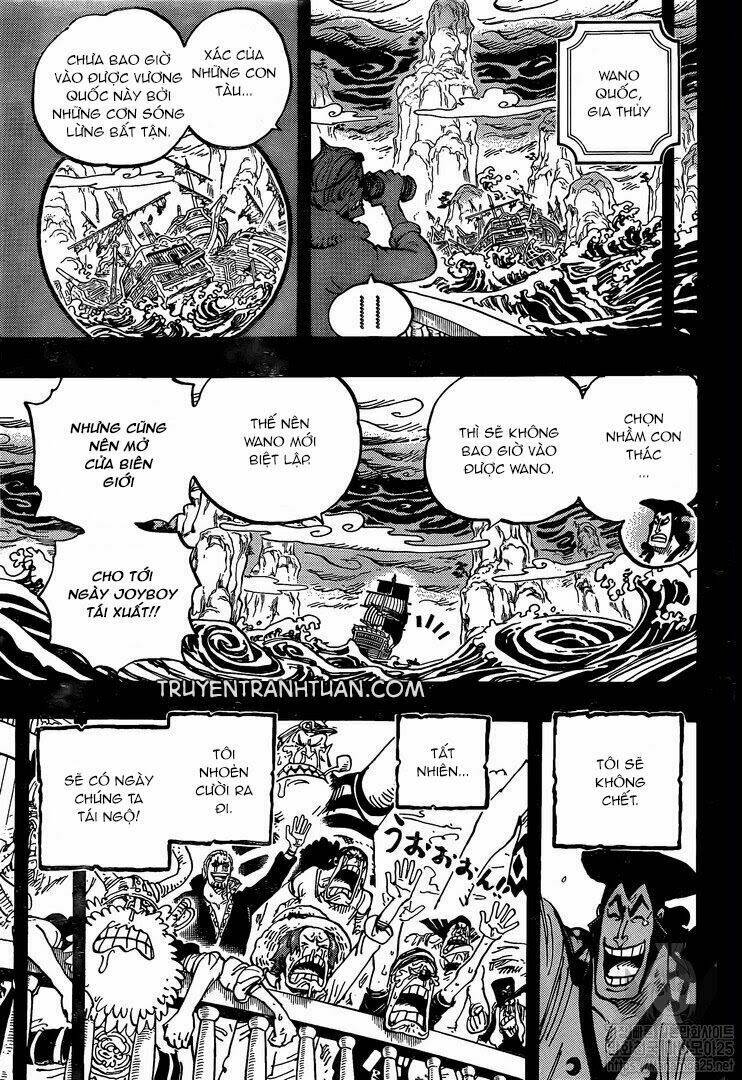 WANO
QUỐC,
GIA THỦY
XÁC CỦA
NHỮNG CON
TÀU...
CHƯA BAO GIỜ
VÀO ĐƯỢC VƯƠNG
QUỐC NÀY BỞI
NHỮNG CƠN SÓNG
LỪNG BẤT TẬN.
!!
CHỌN
NHẦM CON
THÁC
...
THÌ SẼ KHÔNG
BAO GIỜ VÀO
ĐƯỢC WANO.
THẾ NÊN
WANO MỚI
BIỆT LẬP.
NHƯNG CŨNG
NÊN MỞ
CỬA BIÊN
GIỚI
CHO TỚI
NGÀY JOYBOY
TÁI XUẤT!!
TRUYENTRANHTUAN.COM
TÔI SẼ
KHÔNG
CHẾT.
TẤT
NHIÊN...
TÔI
NHOẺN
CƯỜI RA
ĐI.
SẼ CÓ NGÀY
CHÚNG TA
TÁI NGỘ!
うおおおん!!